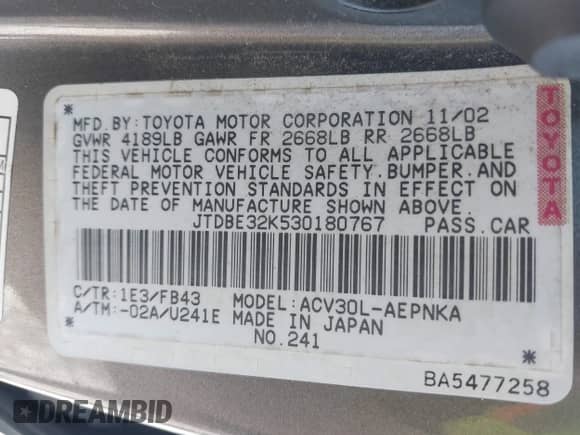 MFD.BY:TOYOTA MOTOR CORPORATION 11/02
GVWR 4189LB GAWR FR 2668LB RR 2668LB
THIS VEHICLE CONFORMS TO ALL APPLICABLE
FEDERAL MOTOR VEHICLE SAFETY.BUMPER.AND
THEFT PREVENTION STANDARDS IN EFFECT ON
THE DATE OF MANUFACTURE SHOWN ABOVE.
JTDBE32K530180767 PASS.CAR
C/TR:1E3/FB43 MODEL:ACV30L-AEPNKA
A/TM:-02A/U241E MADE IN JAPAN
NO.241
BA5477258
TOYOTA
DREAMBID